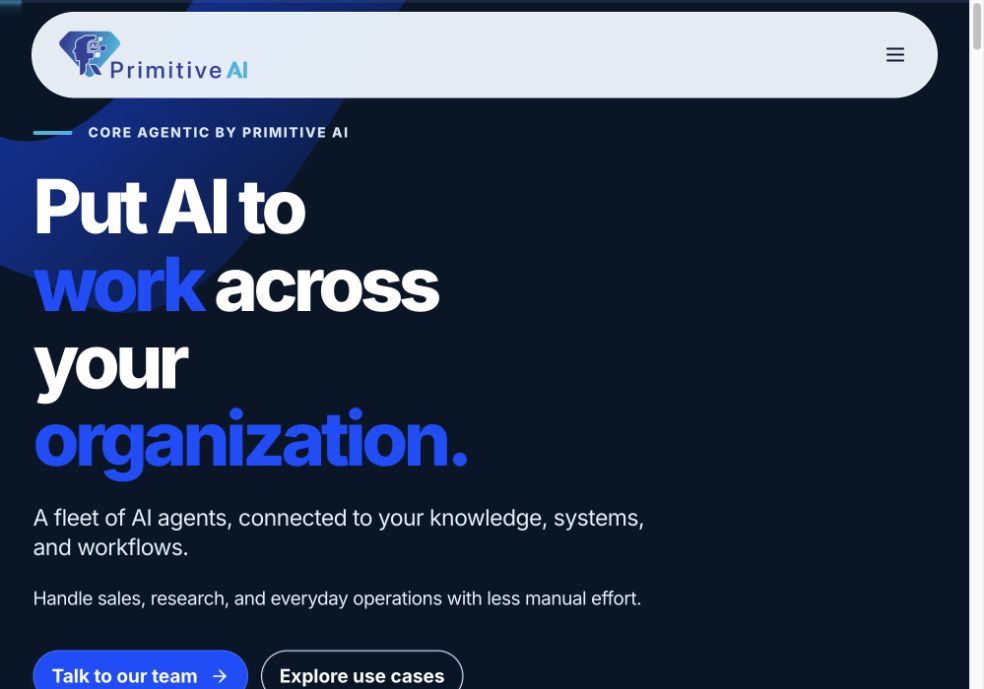 Primitive AI
CORE AGENTIC BY PRIMITIVE AI
Put AI to
work across
your
organization.
A fleet of AI agents, connected to your knowledge, systems,
and workflows.
Handle sales, research, and everyday operations with less manual effort.
Talk to our team →
Explore use cases